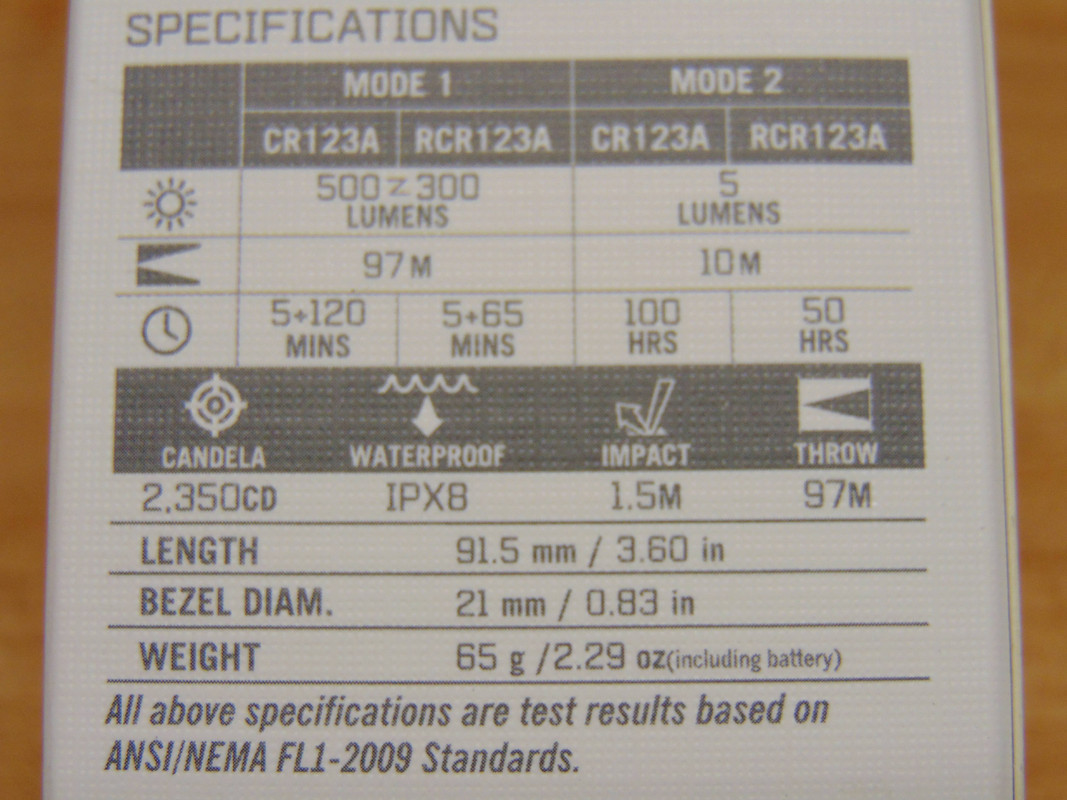 SPECIFICATIONS
MODE 1 MODE 2
CR123A RCR123A CR123A RCR123A
500 300 5
LUMENS LUMENS
97M 10M
5+120 5+65 100 50
MINS MINS HRS HRS
CANDELA WATERPROOF IMPACT THROW
2,350CD IPX8 1.5M 97M
LENGTH 91.5 mm / 3.60 in
BEZEL DIAM. 21 mm / 0.83 in
WEIGHT 65 g /2.29 oz(including battery)
All above specifications are test results based on
ANSI/NEMA FL1-2009 Standards.